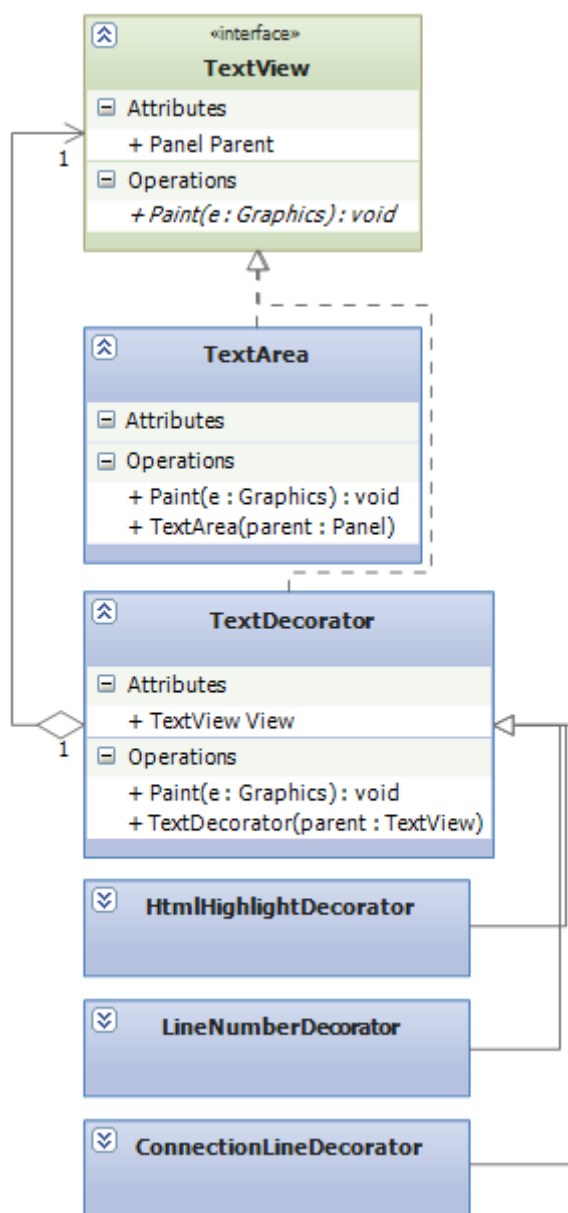 «interface»
TextView
Attributes
+ Panel Parent
1
Operations
+ Paint(e : Graphics) : void
TextArea
Attributes
Operations
+ Paint(e : Graphics) : void
+ TextArea(parent : Panel)
TextDecorator
Attributes
+ TextView View
1
Operations
+ Paint(e : Graphics) : void
+ TextDecorator(parent : TextView)
HtmlHighlightDecorator
LineNumberDecorator
ConnectionLineDecorator